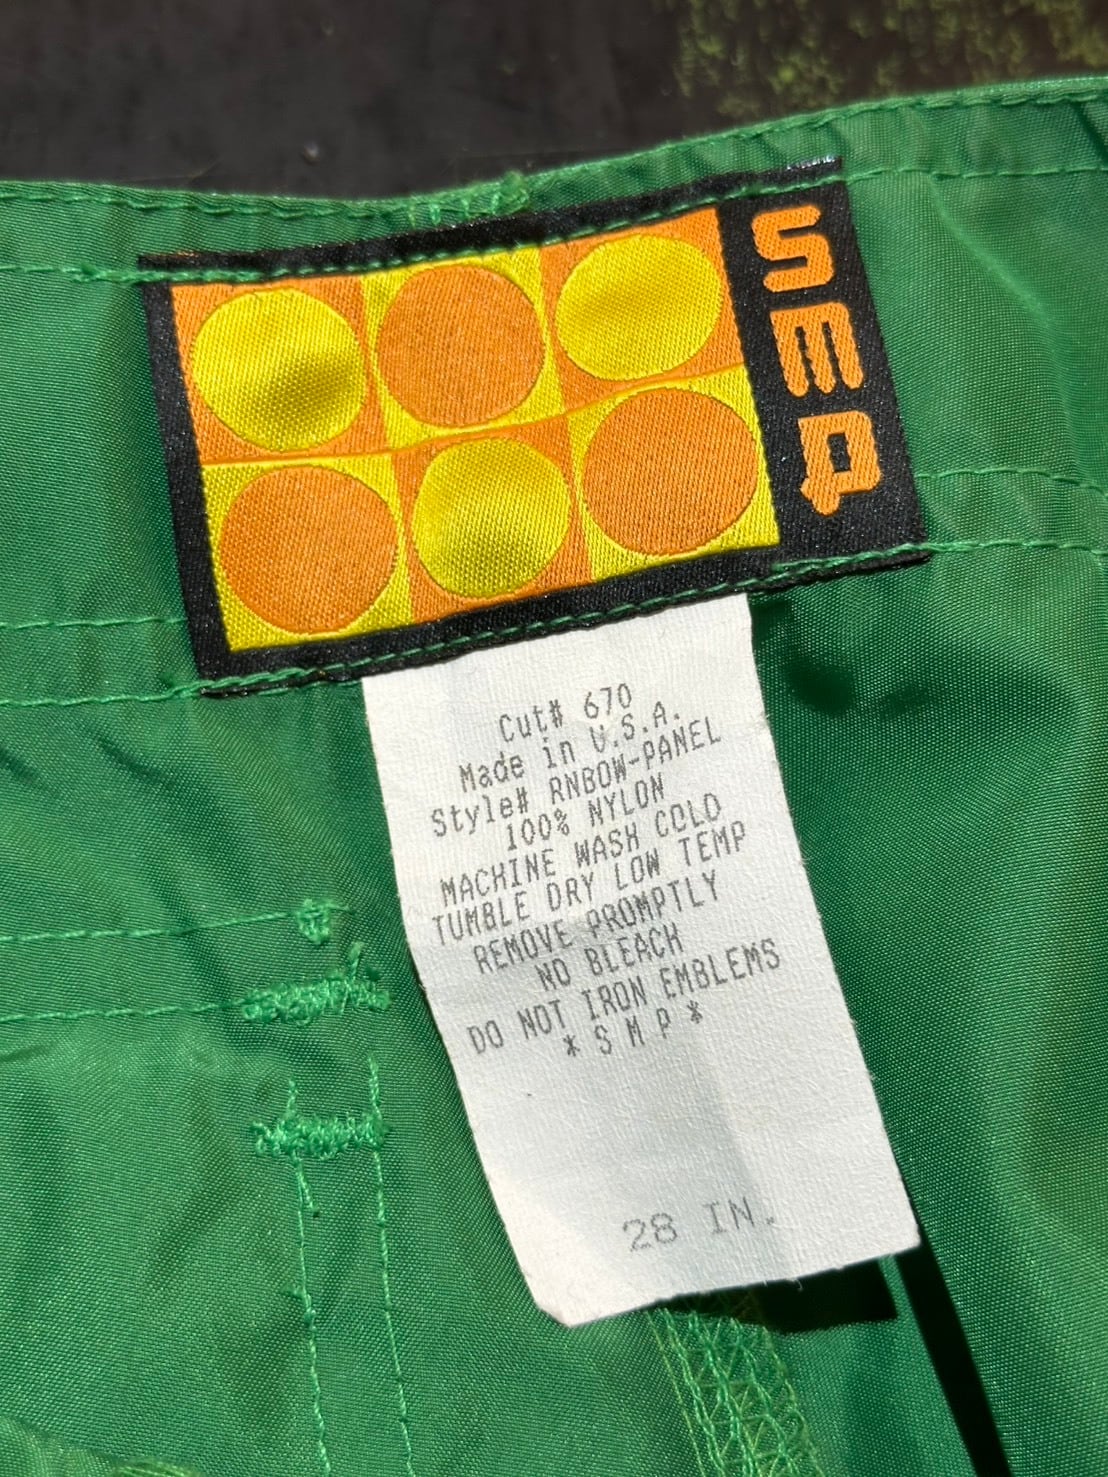 SMP
Cut# 670
Made in U.S.A.
Style# RNBOW-PANEL
100% NYLON
MACHINE WASH COLD
TUMBLE DRY LOW TEMP
REMOVE PROMPTLY
NO BLEACH
DO NOT IRON EMBLEMS
* S M P *
28 IN.